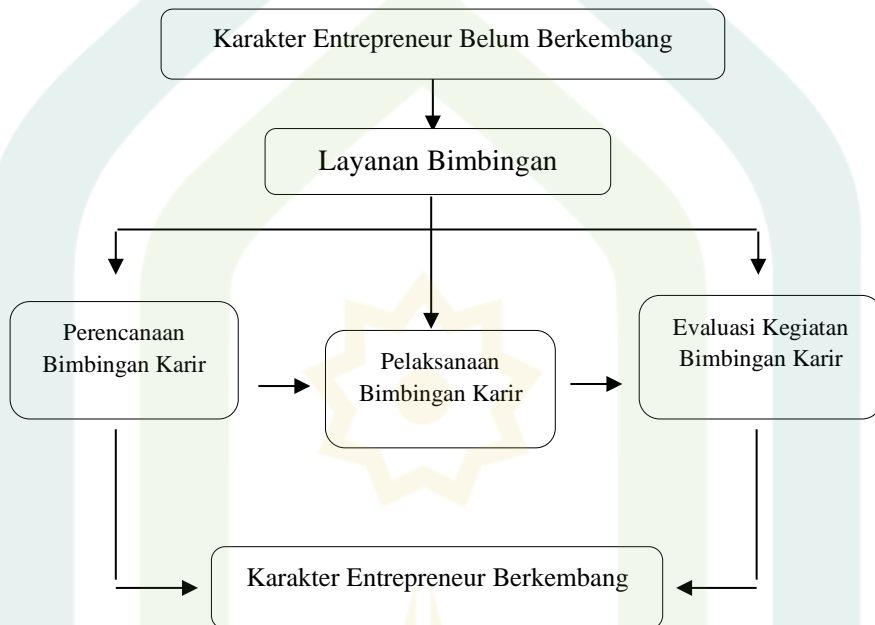 Karakter Entrepreneur Belum Berkembang
Layanan Bimbingan
Perencanaan
Bimbingan Karir
Pelaksanaan
Bimbingan Karir
Evaluasi Kegiatan
Bimbingan Karir
Karakter Entrepreneur Berkembang